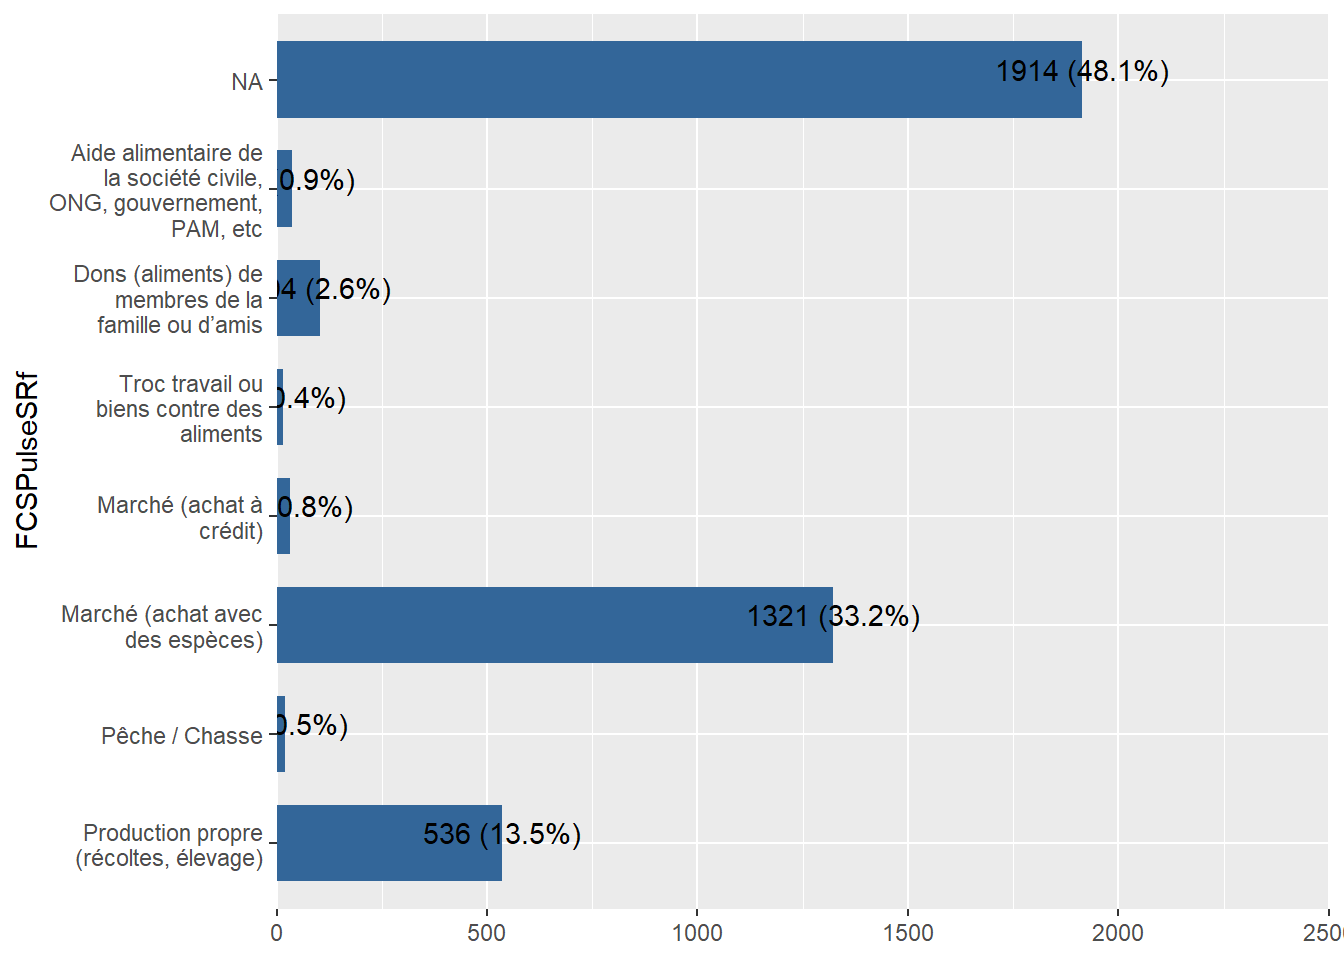 NA
1914 (48.1%)
Aide alimentaire de
la société civile,
ONG, gouvernement,
PAM, etc
0.9%)
Dons (aliments) de
membres de la
famille ou d’amis
4 (2.6%)
Troc travail ou
biens contre des
aliments
0.4%)
Marché (achat à
crédit)
0.8%)
Marché (achat avec
des espèces)
1321 (33.2%)
Pêche / Chasse
0.5%)
Production propre
(récoltes, élevage)
536 (13.5%)
FCSPulseSRf
0
500
1000
1500
2000
250